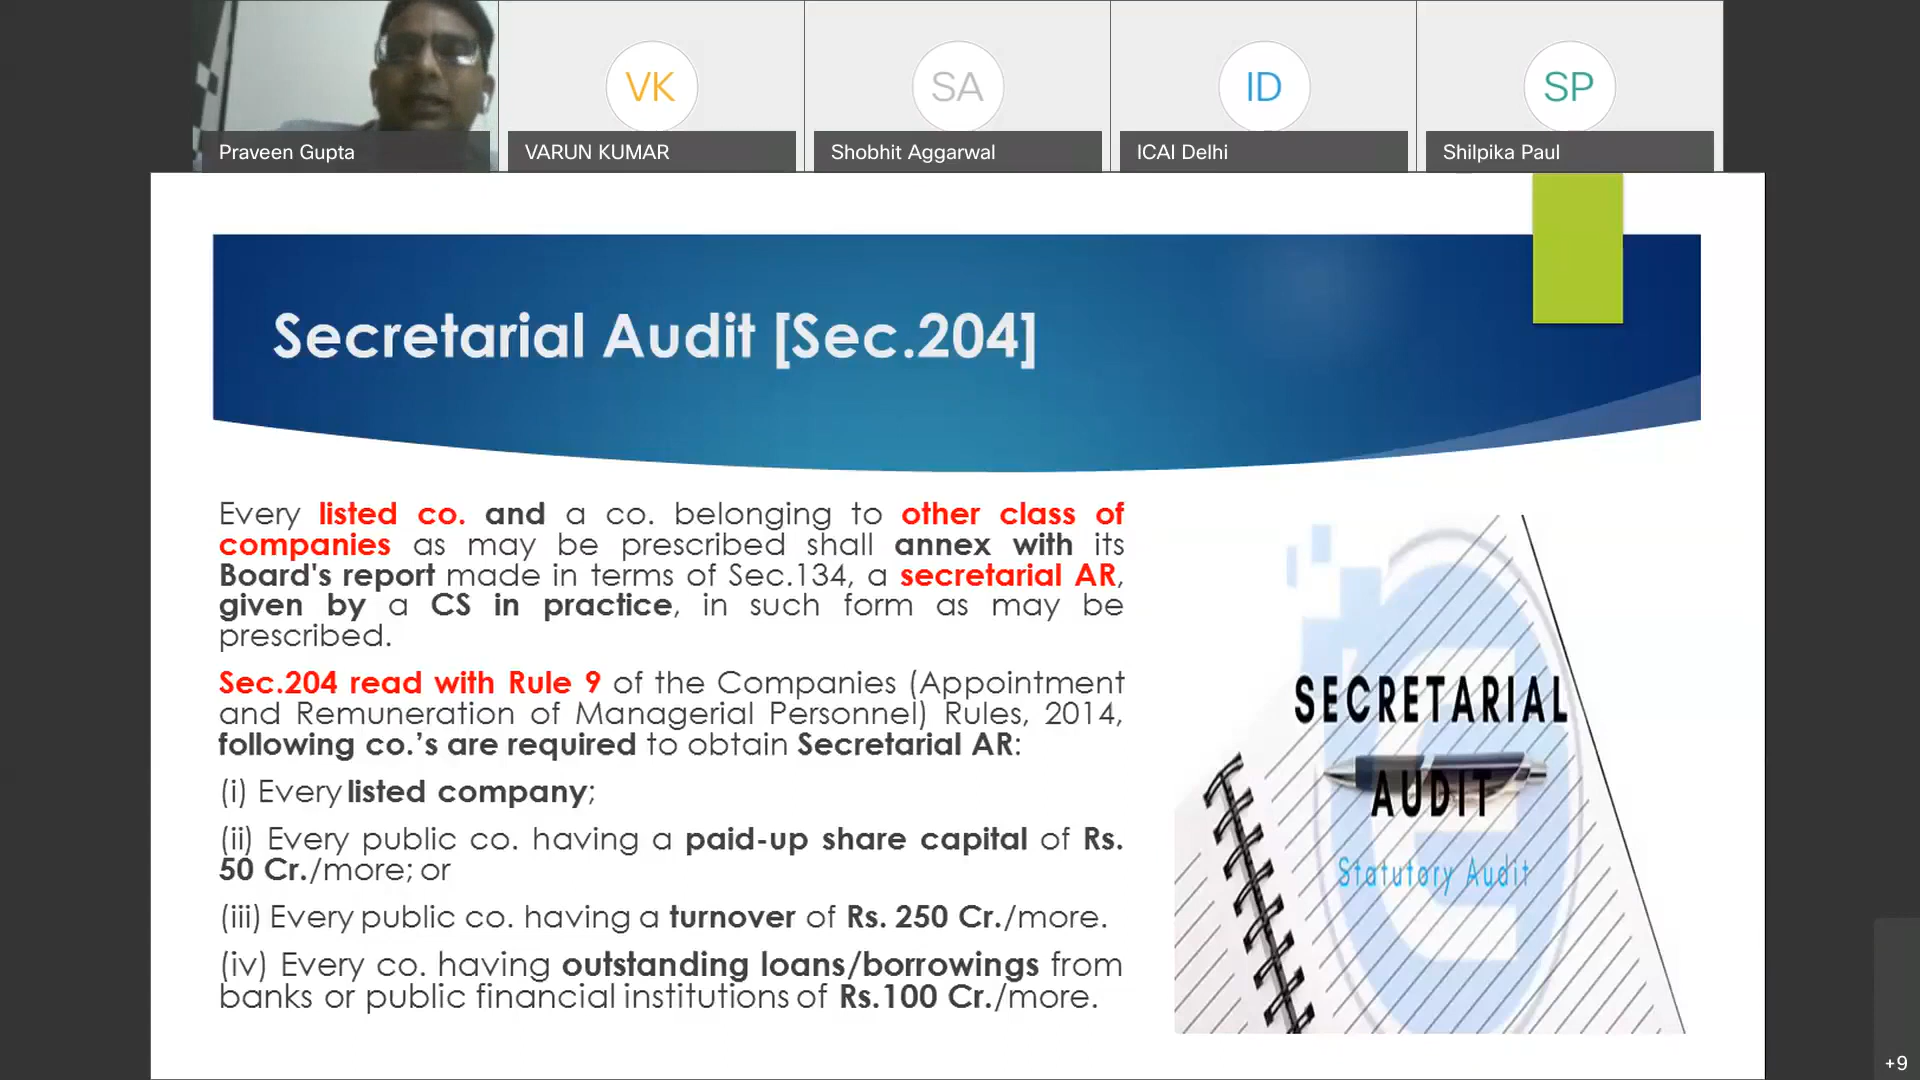 VK
SA
ID
SP
Praveen Gupta
VARUN KUMAR
Shobhit Aggarwal
ICAI Delhi
Shilpika Paul
Secretarial Audit [Sec.204]
Every listed co. and a co. belonging to other class of
companies as may be prescribed shall annex with its
Board's report made in terms of Sec.134, a secretarial AR,
given by a CS in practice, in such form as may be
prescribed.
Sec.204 read with Rule 9 of the Companies (Appointment
and Remuneration of Managerial Personnel) Rules, 2014,
following co.’s are required to obtain Secretarial AR:
(i) Every listed company;
(ii) Every public co. having a paid-up share capital of Rs.
50 Cr./more; or
(iii) Every public co. having a turnover of Rs. 250 Cr./more.
(iv) Every co. having outstanding loans/borrowings from
banks or public financial institutions of Rs.100 Cr./more.
SECRETARIAL
AUDIT
Statutory Audit
+9